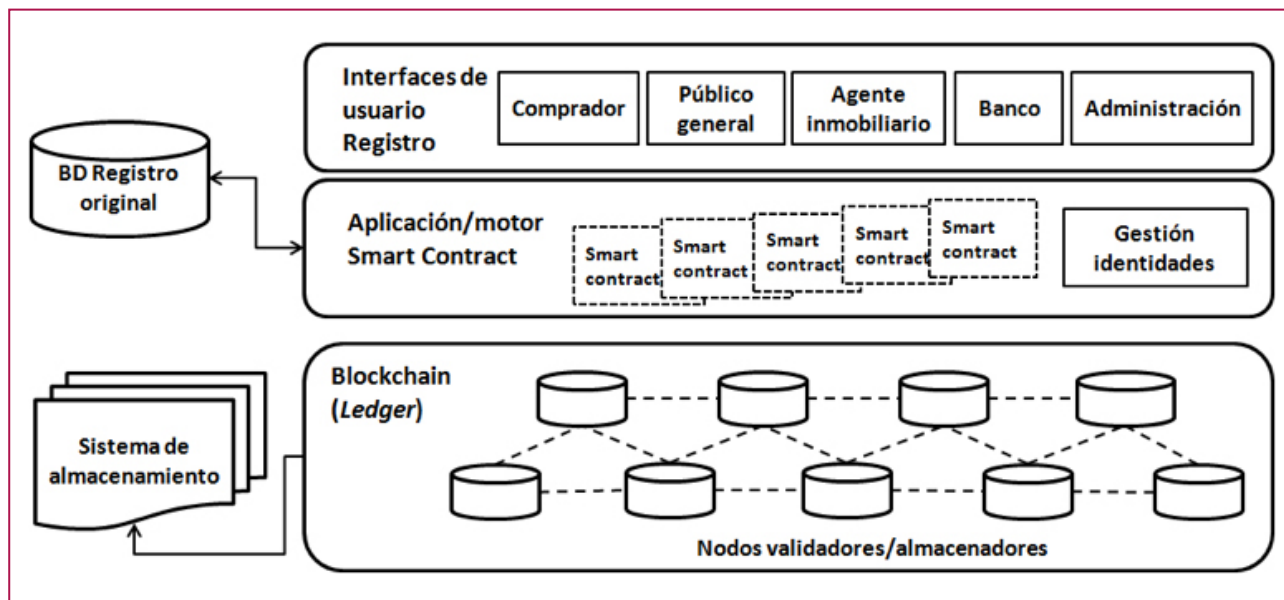 Interfaces de
usuario
Registro
Comprador
Público
general
Agente
inmobiliario
Banco
Administración
BD Registro
original
Aplicación/motor
Smart Contract
Smart
contract
Smart
contract
Smart
contract
Smart
contract
Smart
contract
Gestión
identidades
Blockchain
(Ledger)
Sistema de
almacenamiento
Nodos validadores/almacenadores